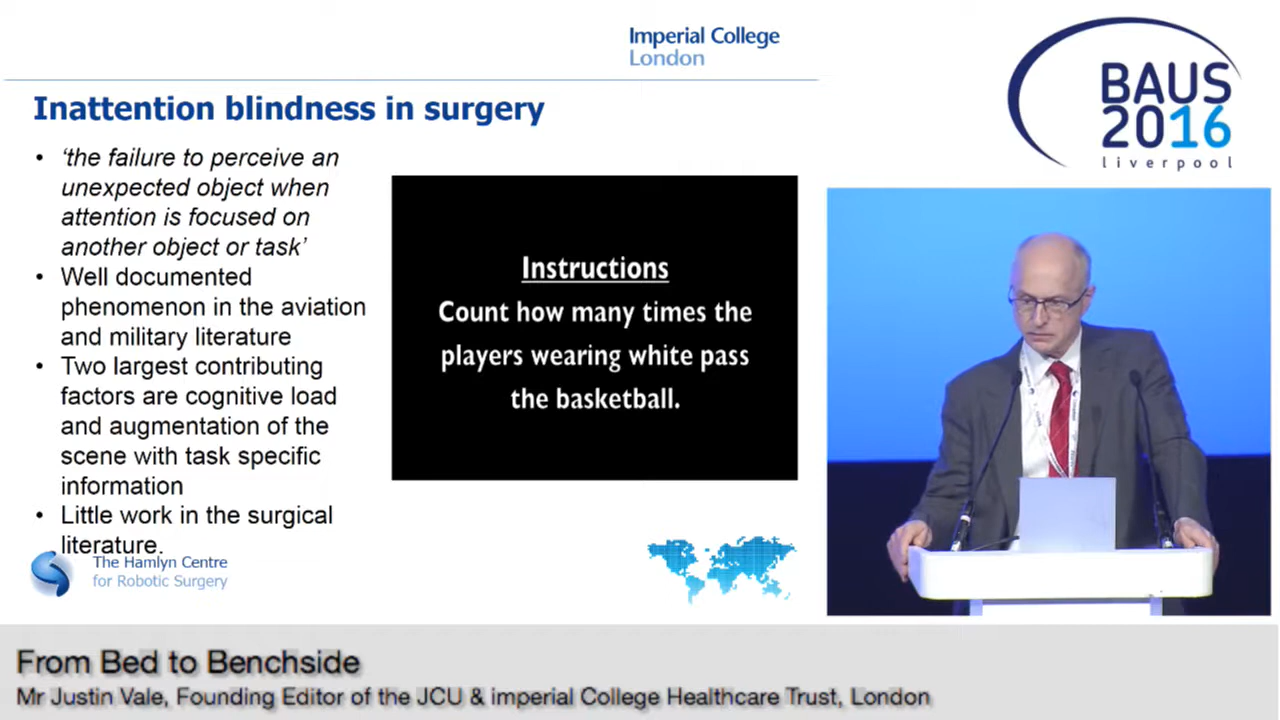 Imperial College
London
BAUS
2016
liverpool
Inattention blindness in surgery
• ‘the failure to perceive an
unexpected object when
attention is focused on
another object or task’
• Well documented
phenomenon in the aviation
and military literature
• Two largest contributing
factors are cognitive load
and augmentation of the
scene with task specific
information
• Little work in the surgical
literature.
Instructions
Count how many times the
players wearing white pass
the basketball.
The Hamlyn Centre
for Robotic Surgery
From Bed to Benchside
Mr Justin Vale, Founding Editor of the JCU & imperial College Healthcare Trust, London